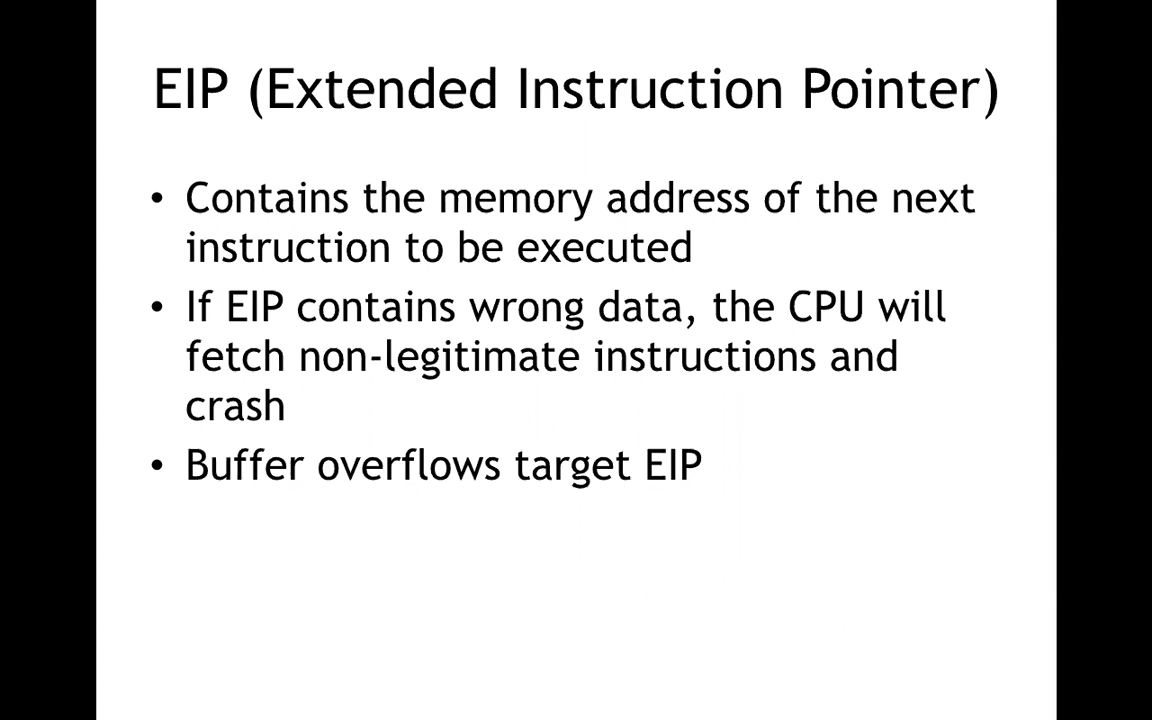 EIP (Extended Instruction Pointer)
• Contains the memory address of the next
instruction to be executed
• If EIP contains wrong data, the CPU will
fetch non-legitimate instructions and
crash
• Buffer overflows target EIP